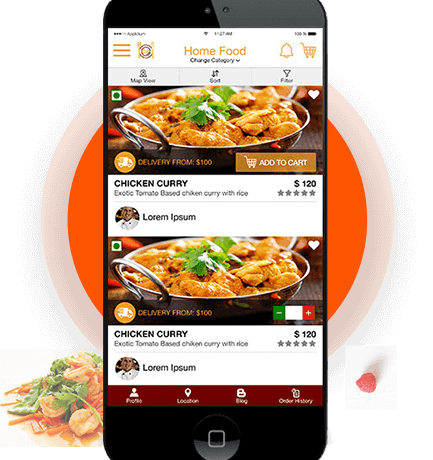 11:27 AM
100 %
Home Food
Change Category
Map View
Sort
Filter
DELIVERY FROM: $100
ADD TO CART
CHICKEN CURRY
$ 120
Exotic Tomato Based chiken curry with rice
Lorem Ipsum
DELIVERY FROM: $100
CHICKEN CURRY
$ 120
Exotic Tomato Based chiken curry with rice
Lorem Ipsum
Profile
Location
Blog
Order History